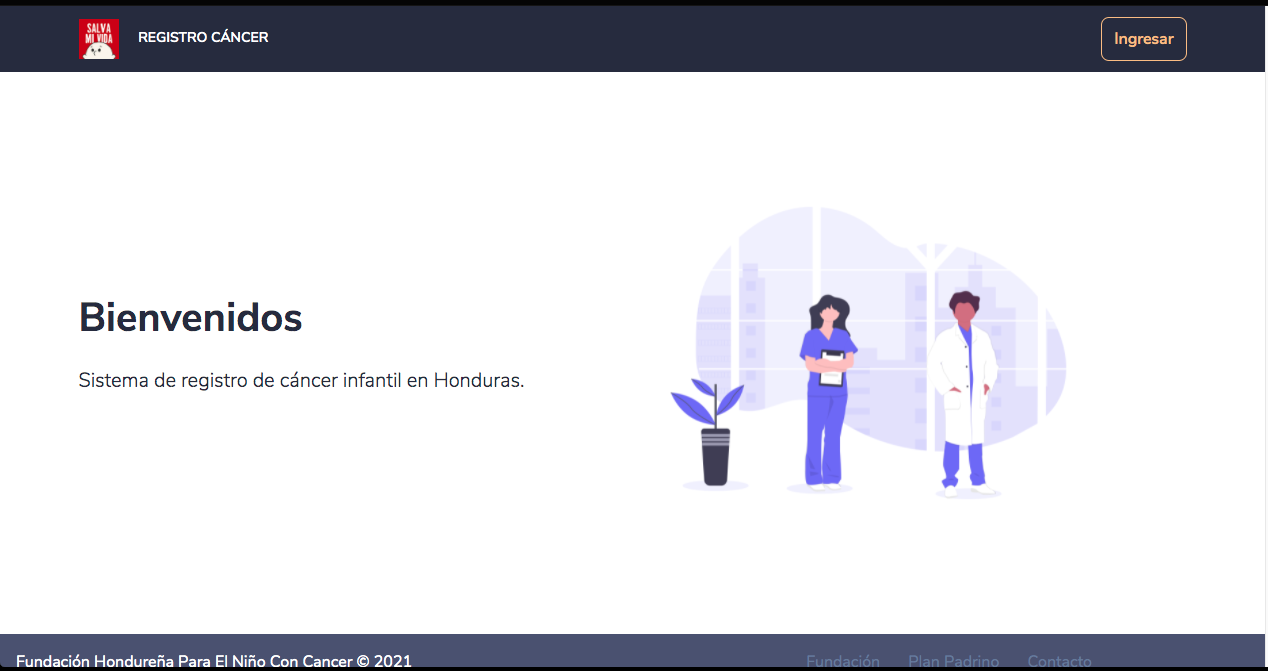 SALVA
MI VIDA
REGISTRO CÁNCER
Ingresar
Bienvenidos
Sistema de registro de cáncer infantil en Honduras.
Fundación Hondureña Para El Niño Con Cancer © 2021
Fundación Plan Padrino Contacto